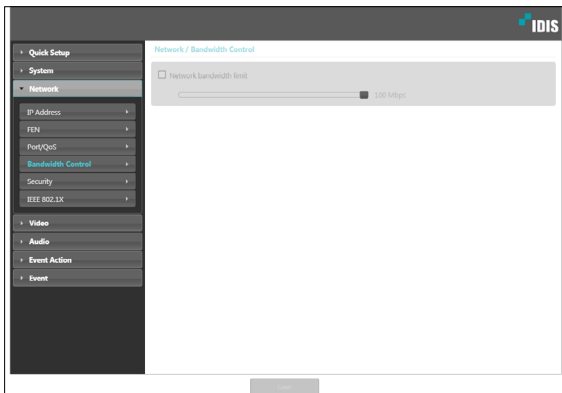 IDIS
Quick Setup
System
Network
IP Address
FEN
Port/QoS
Bandwidth Control
Security
IEEE 802.1X
Video
Audio
Event Action
Event
Network / Bandwidth Control
Network bandwidth limit
100 Mbps
Save